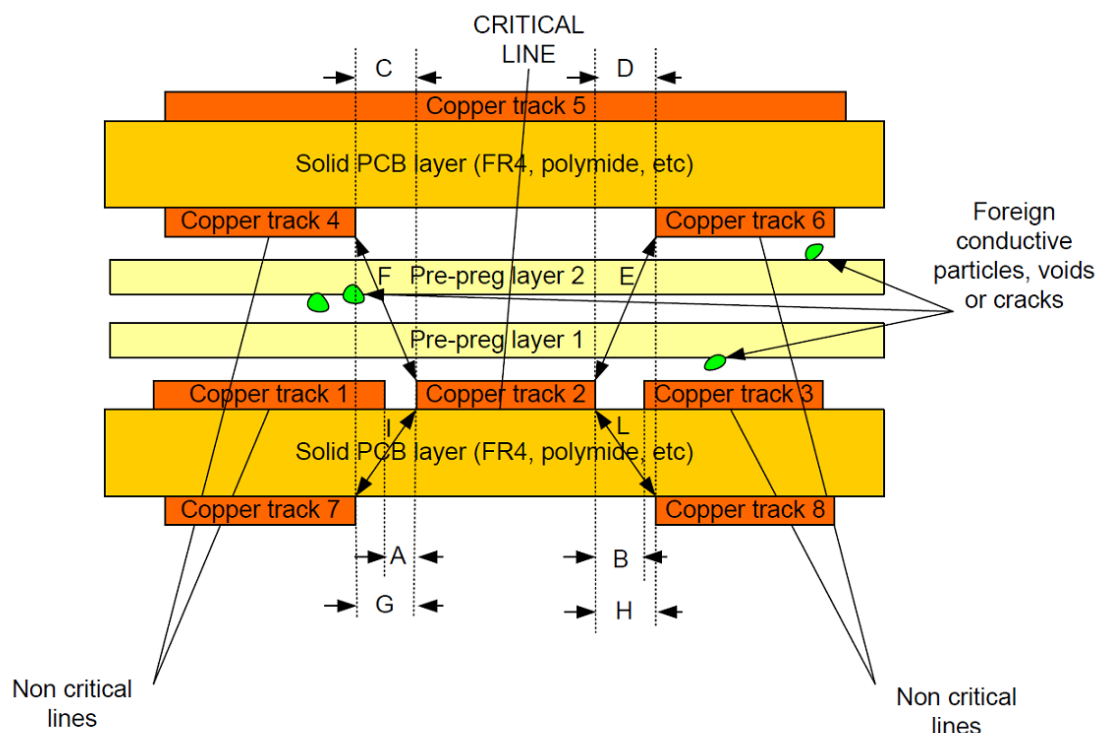 CRITICAL
LINE
C
D
Copper track 5
Solid PCB layer (FR4, polymide, etc)
Copper track 4
Copper track 6
Foreign
conductive
particles, voids
or cracks
F
Pre-preg layer 2
E
Pre-preg layer 1
Copper track 1
Copper track 2
Copper track 3
I
L
Solid PCB layer (FR4, polymide, etc)
Copper track 7
Copper track 8
A
B
G
H
Non critical
lines
Non critical
lines